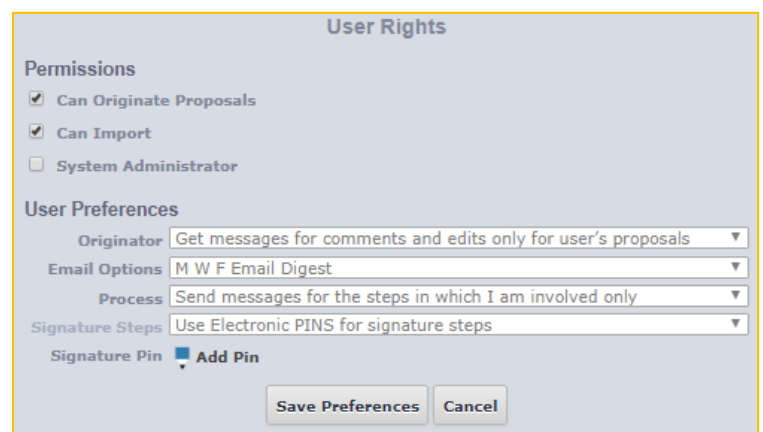 User Rights
Permissions
Can Originate Proposals
Can Import
System Administrator
User Preferences
Originator Get messages for comments and edits only for user's proposals
Email Options M W F Email Digest
Process Send messages for the steps in which I am involved only
Signature Steps Use Electronic PINS for signature steps
Signature Pin Add Pin
Save Preferences Cancel